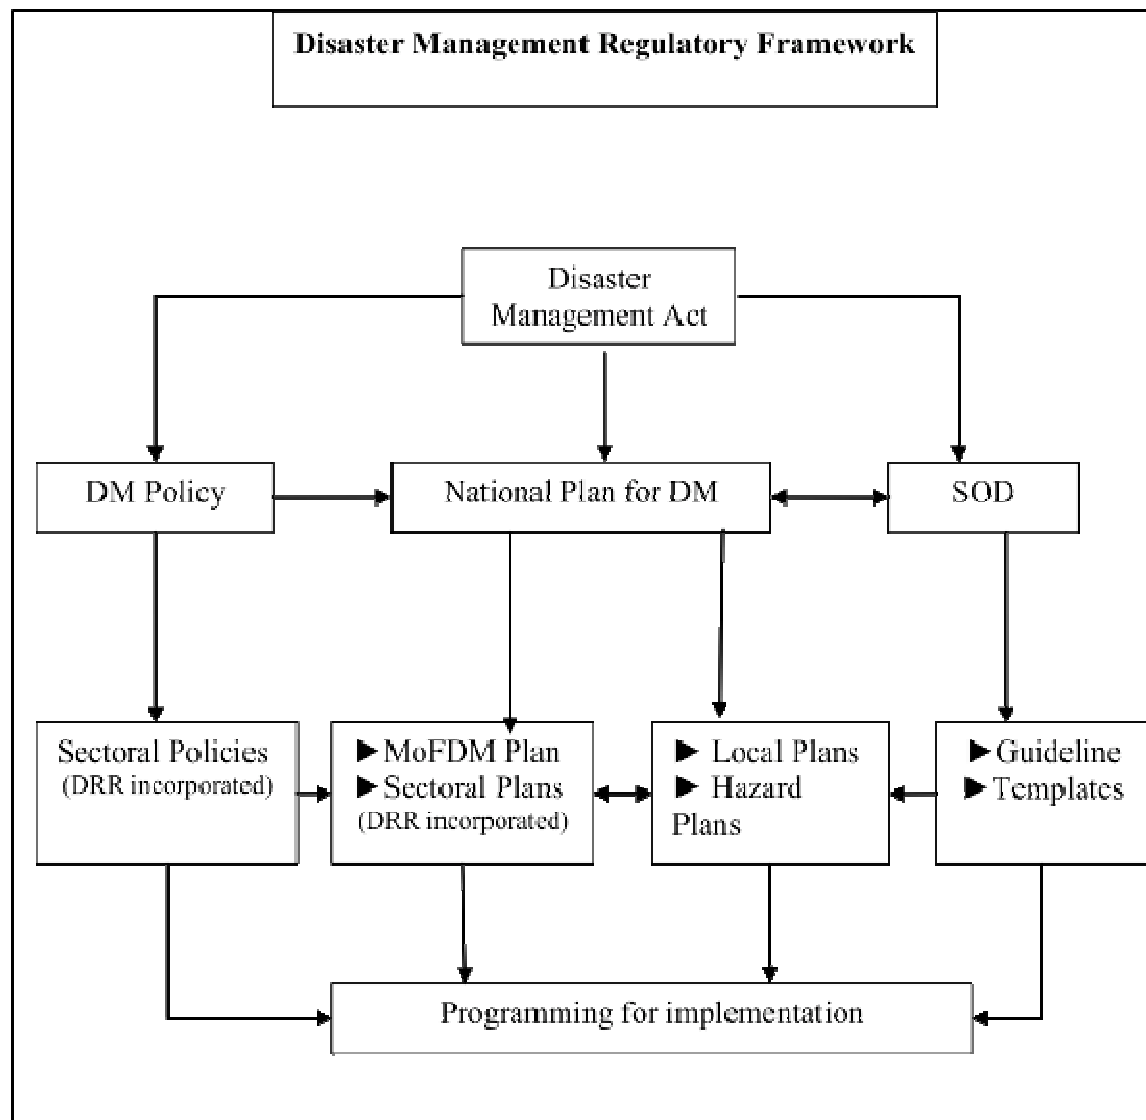 Disaster Management Regulatory Framework
Disaster
Management Act
DM Policy
National Plan for DM
SOD
Sectoral Policies
(DRR incorporated)
►MoFDM Plan
►Sectoral Plans
(DRR incorporated)
► Local Plans
► Hazard
Plans
►Guideline
►Templates
Programming for implementation